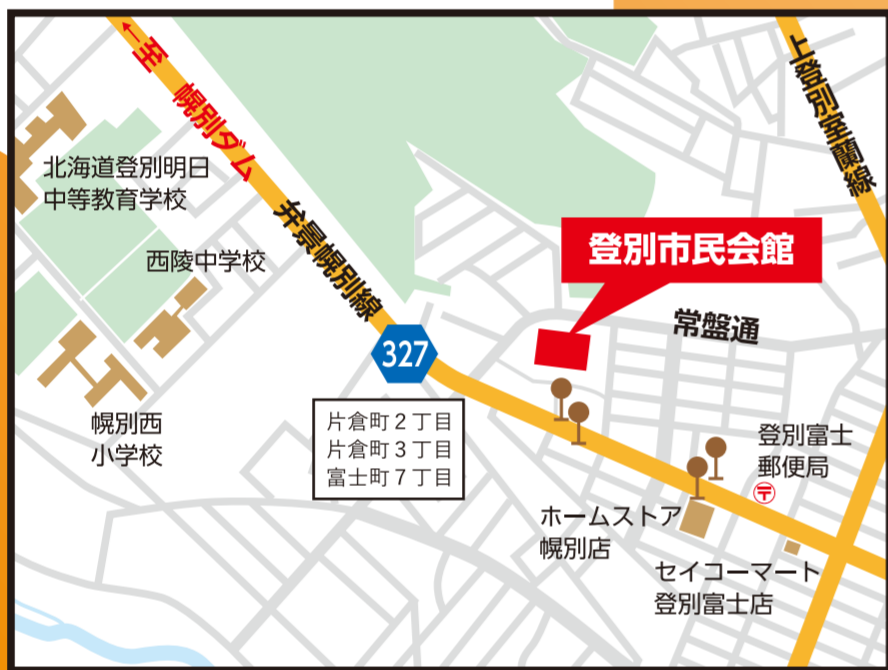 ←至 幌別ダム
上登別室蘭線
北海道登別明日
中等教育学校
弁景幌別線
登別市民会館
西陵中学校
常盤通
327
幌別西
小学校
片倉町2丁目
片倉町3丁目
富士町7丁目
登別富士
郵便局
〒
ホームストア
幌別店
セイコーマート
登別富士店